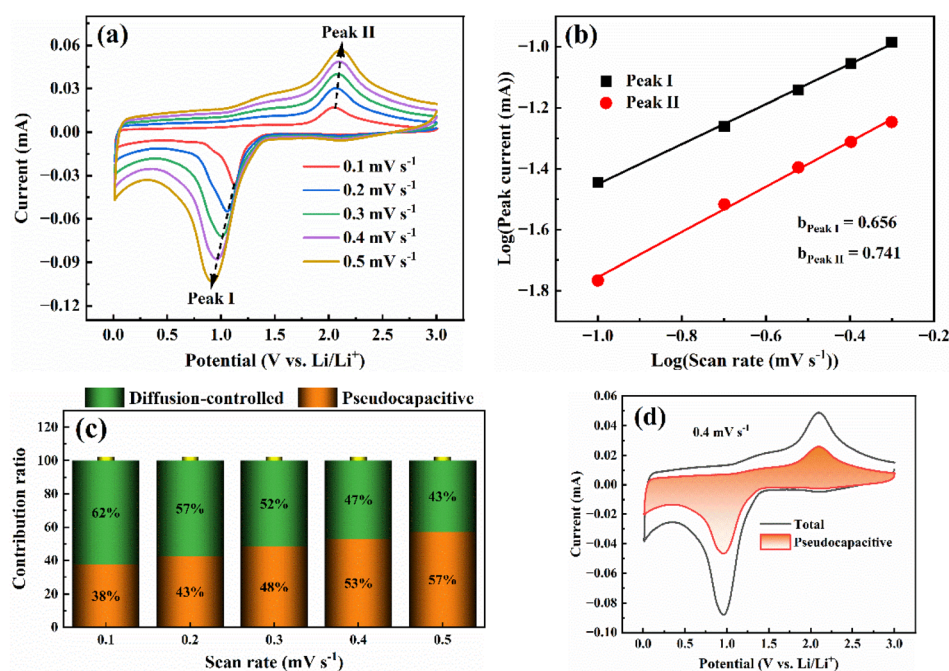 (a)
Peak II
Peak I
0.1 mV s⁻¹
0.2 mV s⁻¹
0.3 mV s⁻¹
0.4 mV s⁻¹
0.5 mV s⁻¹
0.06
0.03
0.00
−0.03
−0.06
−0.09
−0.12
Current (mA)
0.0 0.5 1.0 1.5 2.0 2.5 3.0
Potential (V vs. Li/Li⁺)
(b)
Peak I
Peak II
b_Peak I = 0.656
b_Peak II = 0.741
−1.0
−1.2
−1.4
−1.6
−1.8
Log(Peak current (mA))
−1.0 −0.8 −0.6 −0.4 −0.2
Log(Scan rate (mV s⁻¹))
Diffusion-controlled Pseudocapacitive
(c)
120
100
80
60
40
20
0
Contribution ratio
62% 57% 52% 47% 43%
38% 43% 48% 53% 57%
0.1 0.2 0.3 0.4 0.5
Scan rate (mV s⁻¹)
(d)
0.4 mV s⁻¹
Total
Pseudocapacitive
0.06
0.04
0.02
0.00
−0.02
−0.04
−0.06
−0.08
−0.10
Current (mA)
0.0 0.5 1.0 1.5 2.0 2.5 3.0
Potential (V vs. Li/Li⁺)